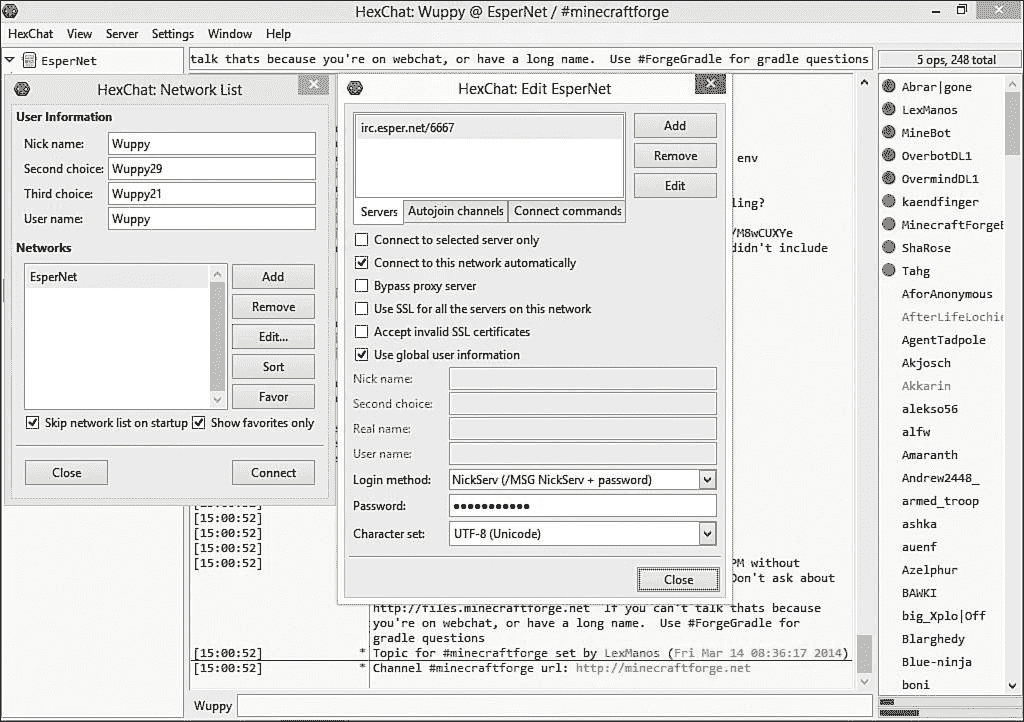 HexChat: Wuppy @ EsperNet / #minecraftforge
HexChat View Server Settings Window Help
EsperNet
talk thats because you're on webchat, or have a long name. Use #ForgeGradle for gradle questions
5 ops, 248 total
HexChat: Network List
User Information
Nick name: Wuppy
Second choice: Wuppy29
Third choice: Wuppy21
User name: Wuppy
Networks
EsperNet
Add
Remove
Edit...
Sort
Favor
Skip network list on startup Show favorites only
Close Connect
HexChat: Edit EsperNet
irc.esper.net/6667
Add
Remove
Edit
Servers Autojoin channels Connect commands
Connect to selected server only
Connect to this network automatically
Bypass proxy server
Use SSL for all the servers on this network
Accept invalid SSL certificates
Use global user information
Nick name:
Second choice:
Real name:
User name:
Login method: NickServ (/MSG NickServ + password)
Password: ●●●●●●●●●●●
Character set: UTF-8 (Unicode)
Close
env
ling?
/M8wCUXYe
didn't include
[15:00:52]
[15:00:52]
[15:00:52]
[15:00:52]
PM without
Don't ask about
http://files.minecraftforge.net If you can't talk thats because
you're on webchat, or have a long name. Use #ForgeGradle for
gradle questions
[15:00:52] * Topic for #minecraftforge set by LexManos (Fri Mar 14 08:36:17 2014)
[15:00:52] * Channel #minecraftforge url: http://minecraftforge.net
Wuppy
Abrar|gone
LexManos
MineBot
OverbotDL1
OvermindDL1
kaendfinger
MinecraftForgeB
ShaRose
Tahg
AforAnonymous
AfterLifeLochie
AgentTadpole
Akjosch
Akkarin
alekso56
alfw
Amaranth
Andrew2448_
armed_troop
ashka
auenf
Azelphur
BAWKI
big_Xplo|Off
Blarghedy
Blue-ninja
boni